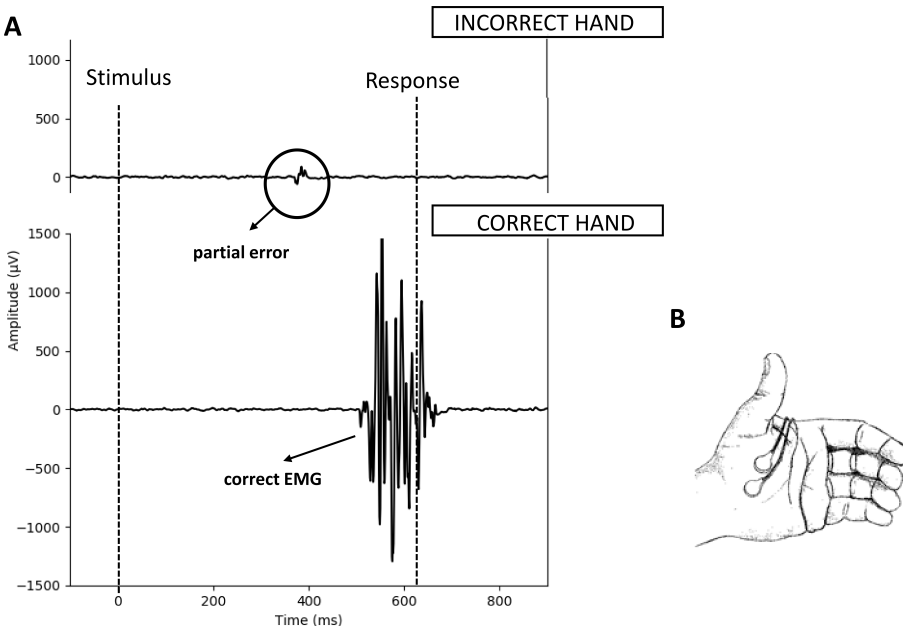 A
INCORRECT HAND
1000
Stimulus
Response
500
0
partial error
CORRECT HAND
1500
1000
500
0
−500
−1000
−1500
Amplitude (μV)
correct EMG
0
200
400
600
800
Time (ms)
B